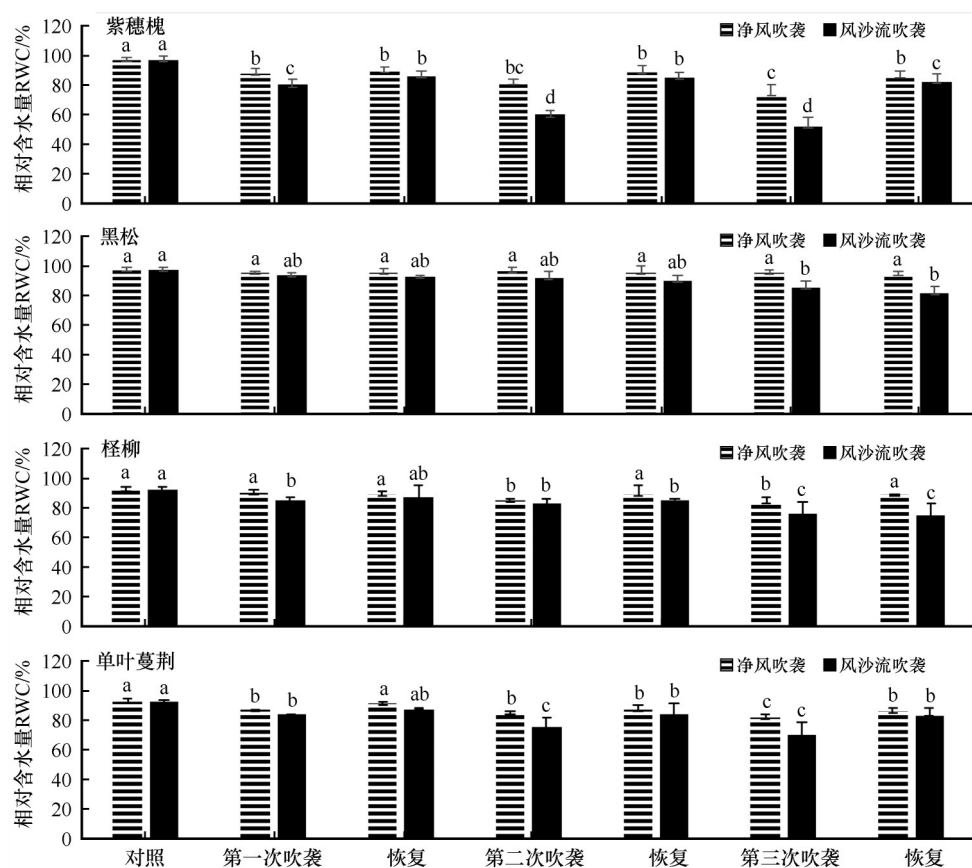 紫穗槐
净风吹袭 风沙流吹袭
相对含水量RWC/%
120
100
80
60
40
20
0
a a b c b b bc d b b c d b c
黑松
净风吹袭 风沙流吹袭
相对含水量RWC/%
120
100
80
60
40
20
0
a a a ab a ab a ab a ab a b a b
柽柳
净风吹袭 风沙流吹袭
相对含水量RWC/%
120
100
80
60
40
20
0
a a a b a ab b b a b b c a c
单叶蔓荆
净风吹袭 风沙流吹袭
相对含水量RWC/%
120
100
80
60
40
20
0
a a b b a ab b c b b c c b b
对照 第一次吹袭 恢复 第二次吹袭 恢复 第三次吹袭 恢复